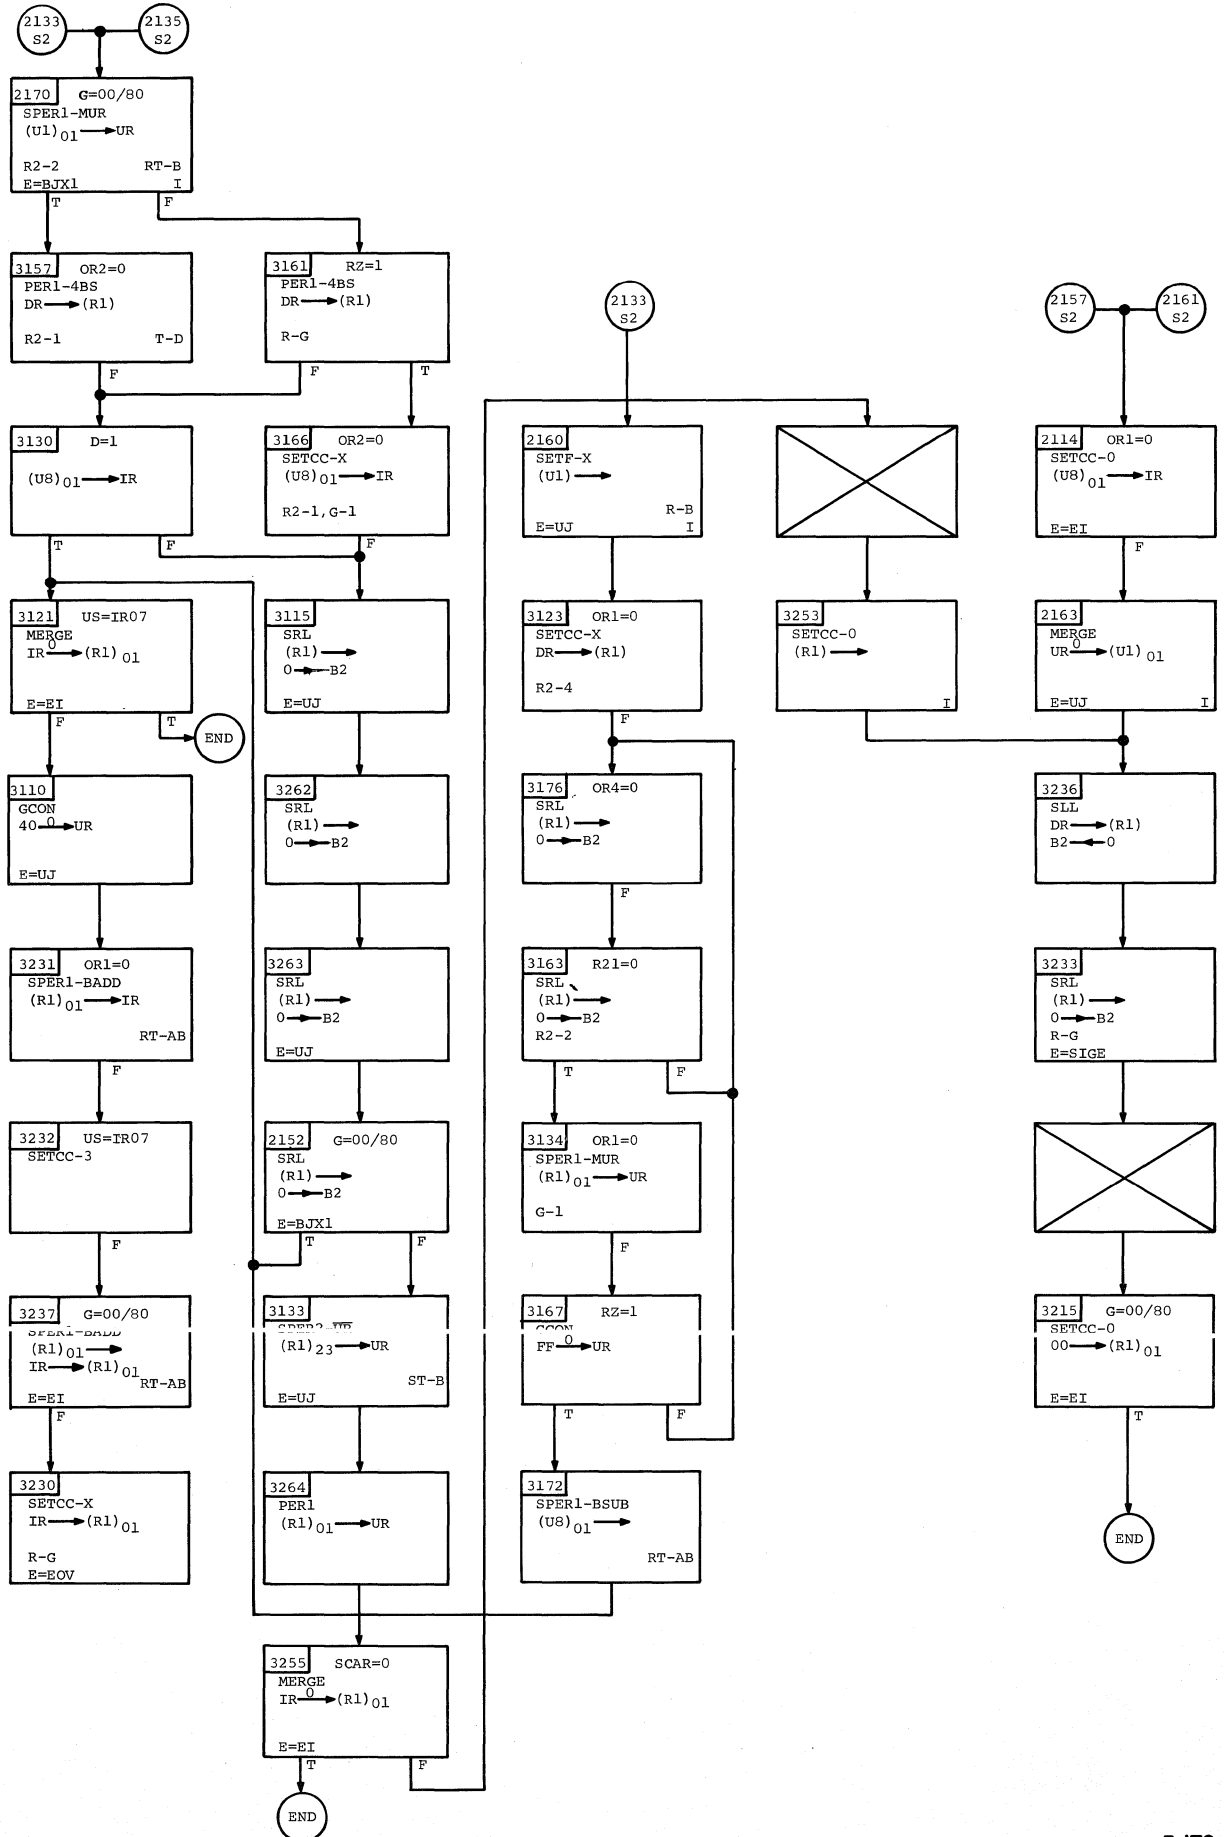 2133
S2
2135
S2
2170 G=00/80
SPER1-MUR
(U1)01 UR
R2-2 RT-B
E=BJX1 I
T F
3157 OR2=0
PER1-4BS
DR (R1)
R2-1 T-D
F
3161 RZ=1
PER1-4BS
DR (R1)
R-G
F T
3130 D=1
(U8)01 IR
T F
3166 OR2=0
SETCC-X
(U8)01 IR
R2-1,G-1
F
3121 US=IR07
MERGE
IR 0 (R1)01
E=EI
F T
END
3115
SRL
(R1)
0 B2
E=UJ
3110
GCON
40 0 UR
E=UJ
3262
SRL
(R1)
0 B2
3231 OR1=0
SPER1-BADD
(R1)01 IR
RT-AB
F
3263
SRL
(R1)
0 B2
E=UJ
3232 US=IR07
SETCC-3
F
2152 G=00/80
SRL
(R1)
0 B2
E=BJX1
T F
3237 G=00/80
SPER1-BADD
(R1)01
IR (R1)01
RT-AB
E=EI
F
3133
(R1)23 UR
ST-B
E=UJ
3230
SETCC-X
IR (R1)01
R-G
E=EOV
3264
PER1
(R1)01 UR
3255 SCAR=0
MERGE
IR 0 (R1)01
E=EI
T F
END
2133
S2
2160
SETF-X
(U1)
R-B
E=UJ I
3123 OR1=0
SETCC-X
DR (R1)
R2-4
F
3176 OR4=0
SRL
(R1)
0 B2
F
3163 R21=0
SRL
(R1)
0 B2
R2-2
T F
3134 OR1=0
SPER1-MUR
(R1)01 UR
G-1
F
3167 RZ=1
GCON
FF 0 UR
T F
3172
SPER1-BSUB
(U8)01
RT-AB
3253
SETCC-0
(R1)
I
2157
S2
2161
S2
2114 OR1=0
SETCC-0
(U8)01 IR
E=EI
F
2163
MERGE
UR 0 (U1)01
E=UJ I
3236
SLL
DR (R1)
B2 0
3233
SRL
(R1)
0 B2
R-G
E=SIGE
3215 G=00/80
SETCC-0
00 (R1)01
E=EI
T
END